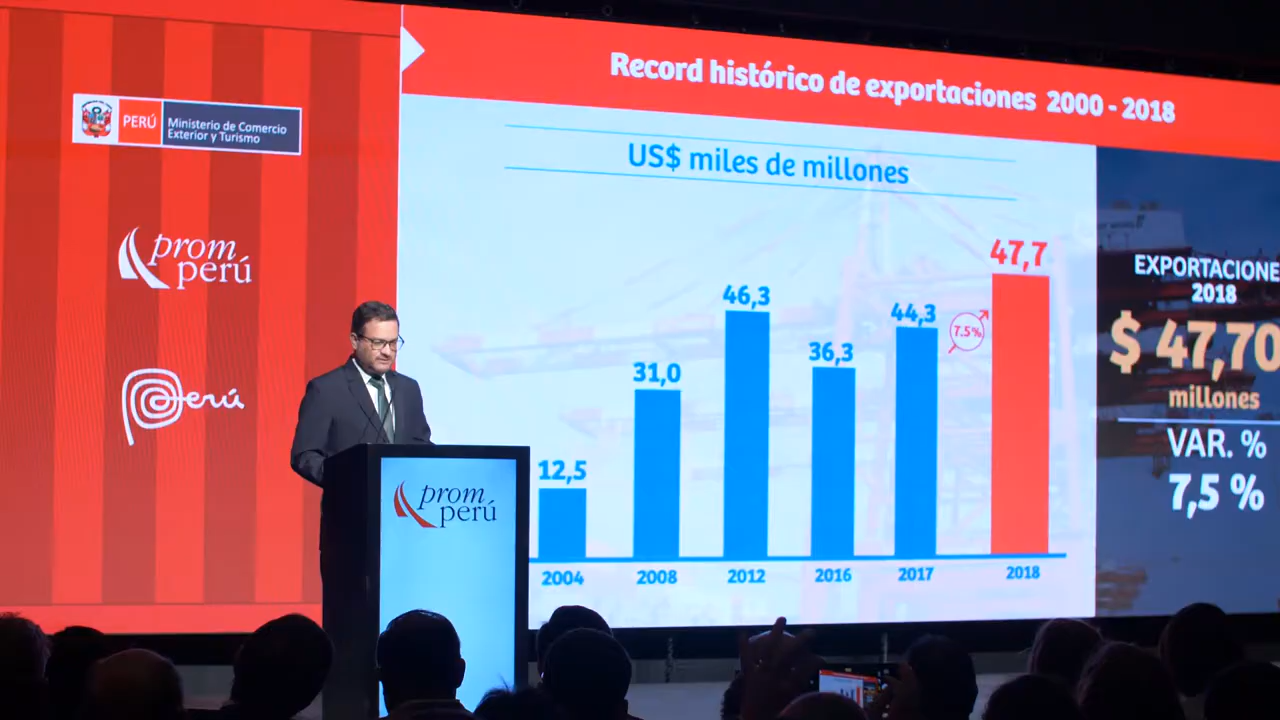 PERÚ
Ministerio de Comercio
Exterior y Turismo
prom
perú
Perú
prom
perú
Record histórico de exportaciones 2000 - 2018
US$ miles de millones
12,5
31,0
46,3
36,3
44,3
7.5%
47,7
2004
2008
2012
2016
2017
2018
EXPORTACIONE
2018
$ 47,70
millones
VAR. %
7,5 %